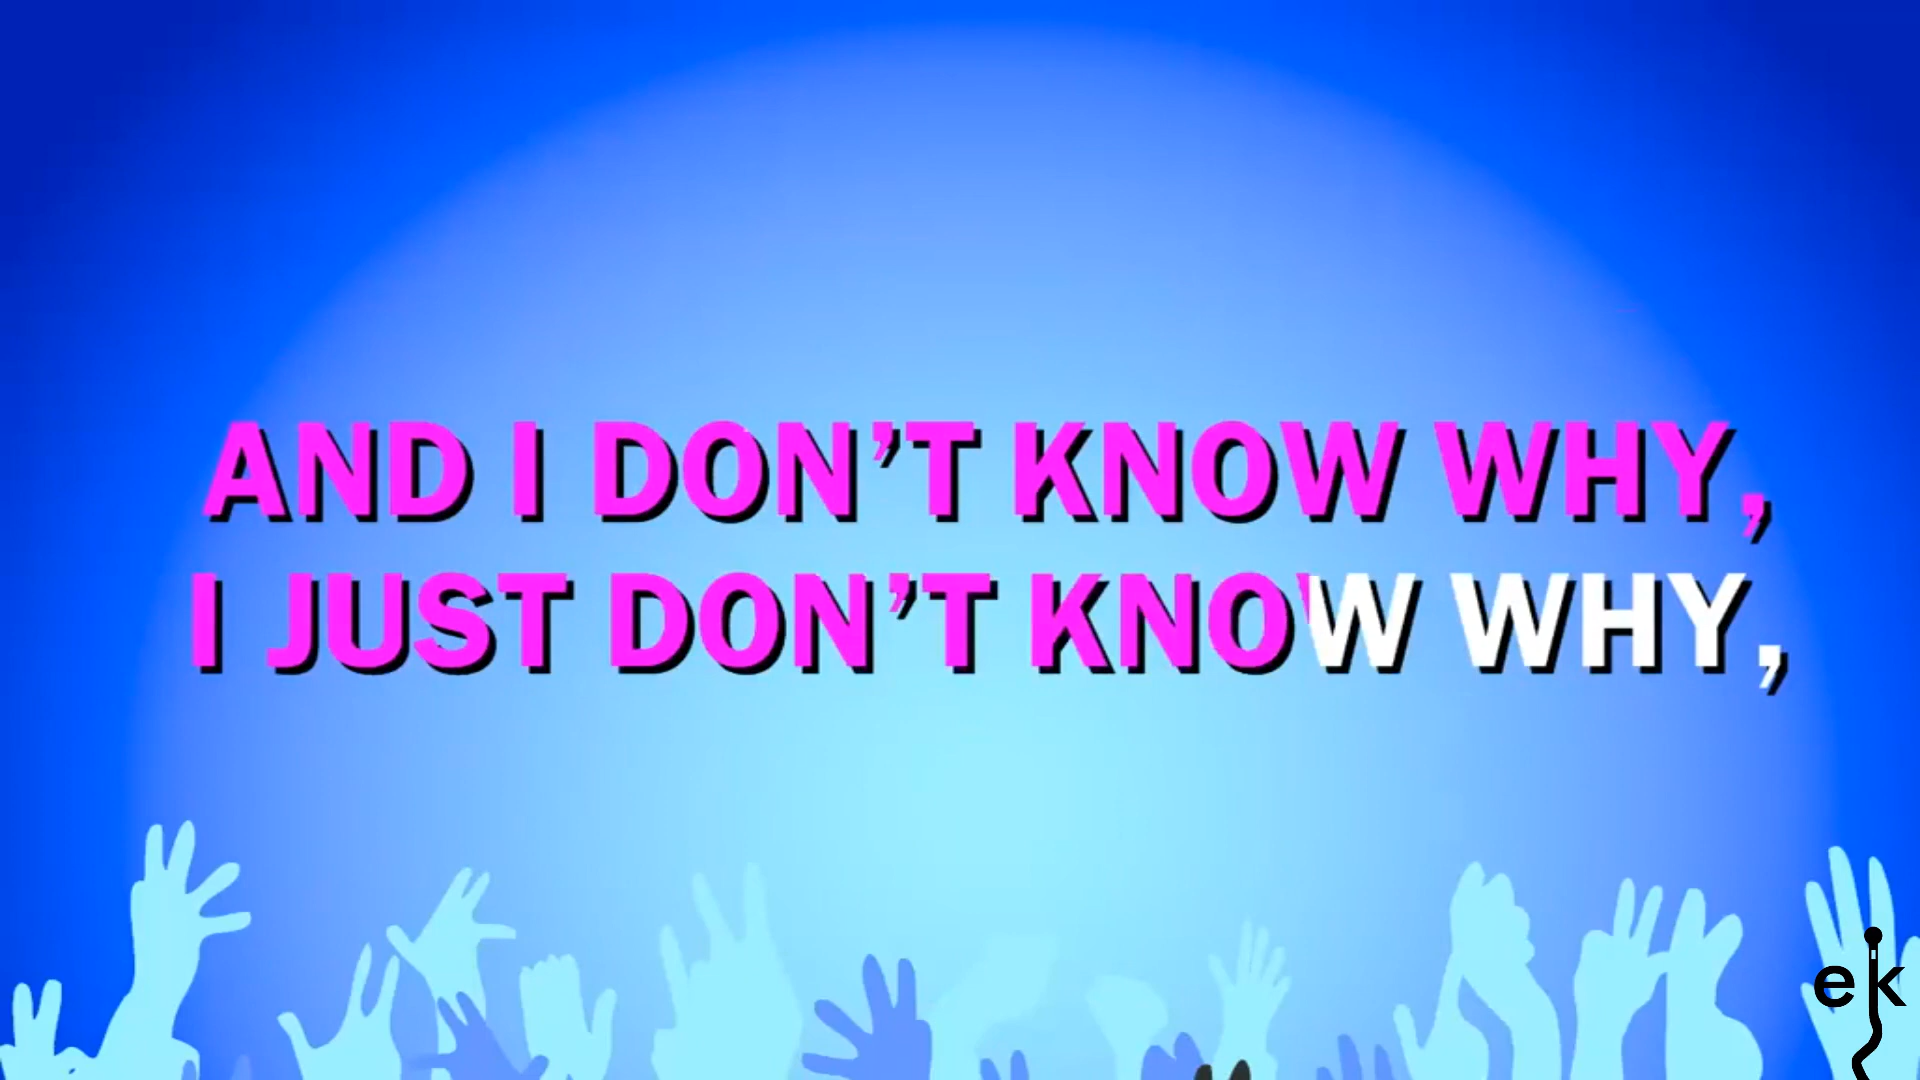 AND I DON’T KNOW WHY,
I JUST DON’T KNOW WHY,
ek